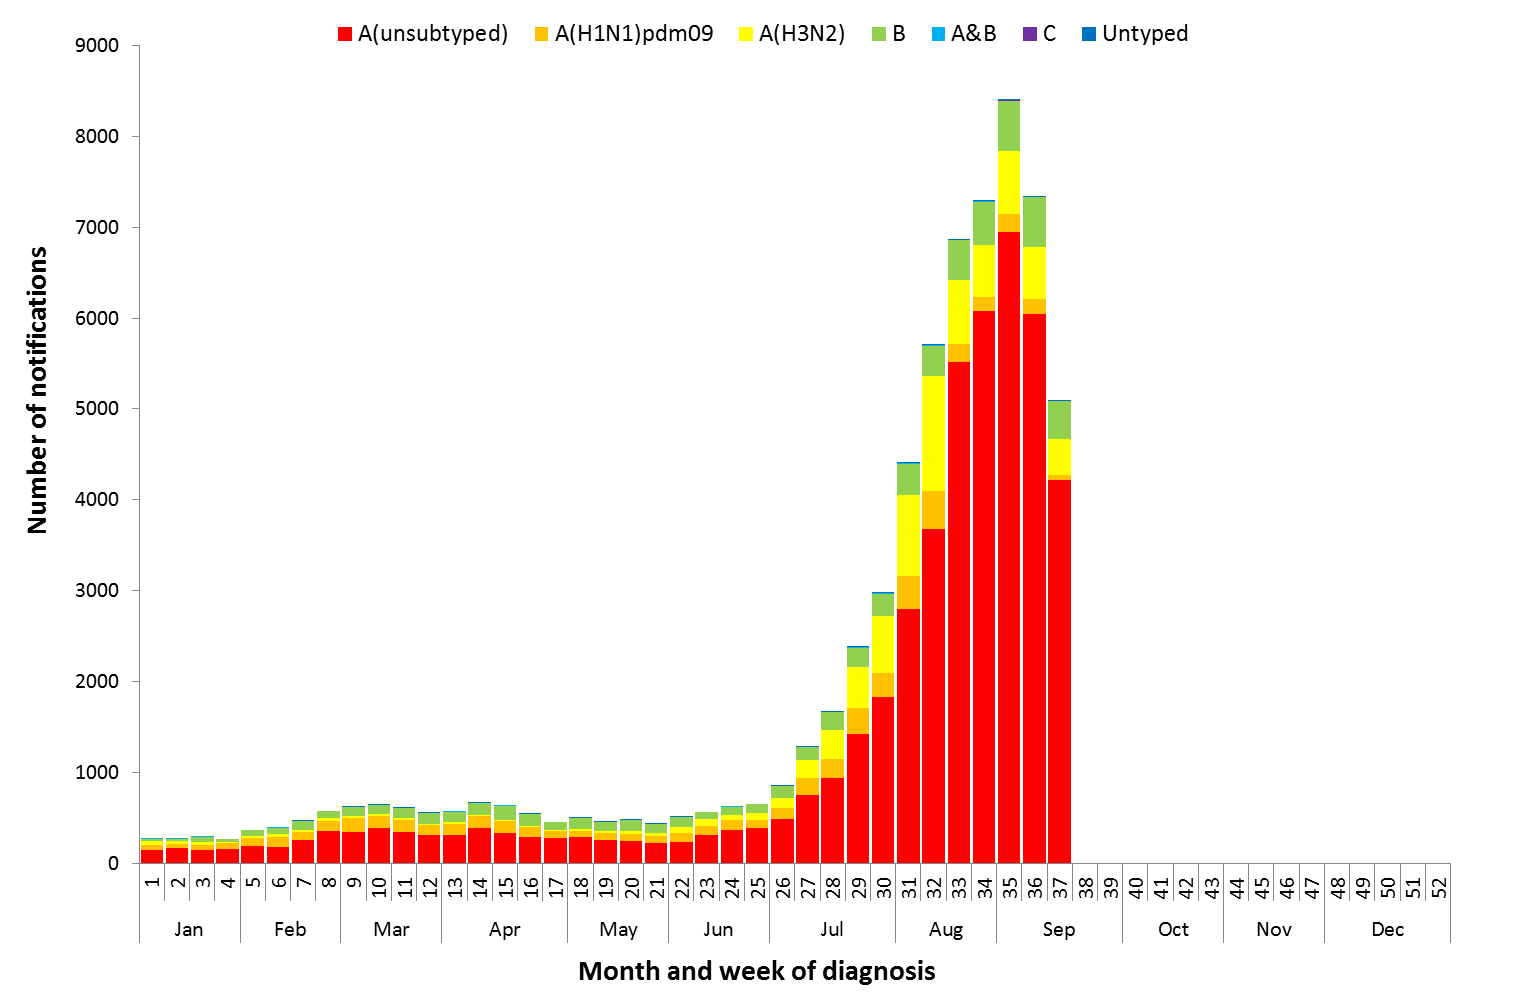 A(unsubtyped) A(H1N1)pdm09 A(H3N2) B A&B C Untyped
9000
8000
7000
6000
5000
4000
3000
2000
1000
0
Number of notifications
1 2 3 4 5 6 7 8 9 10 11 12 13 14 15 16 17 18 19 20 21 22 23 24 25 26 27 28 29 30 31 32 33 34 35 36 37 38 39 40 41 42 43 44 45 46 47 48 49 50 51 52
Jan Feb Mar Apr May Jun Jul Aug Sep Oct Nov Dec
Month and week of diagnosis